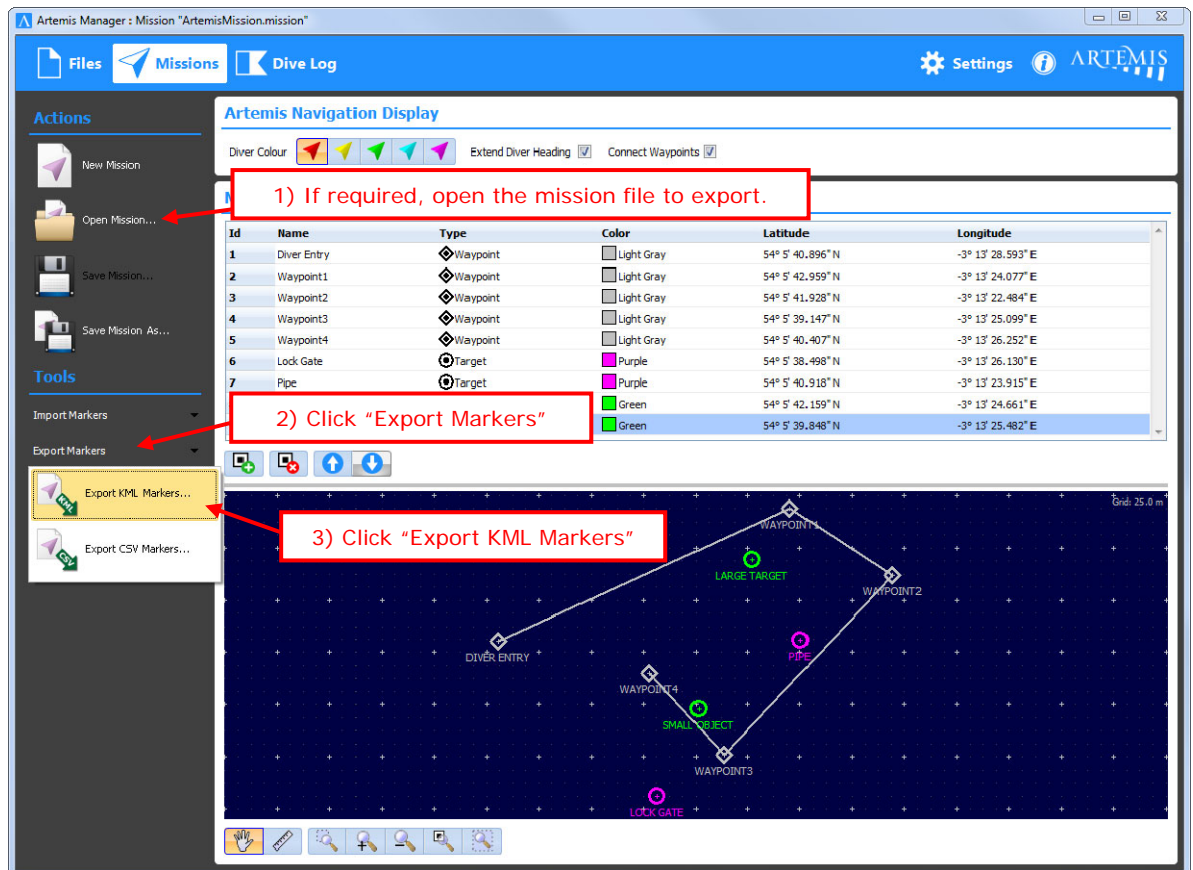 Artemis Manager : Mission "ArtemisMission.mission"
Files Missions Dive Log Settings ARTEMIS
Actions
New Mission
Open Mission...
Save Mission...
Save Mission As...
Tools
Import Markers
Export Markers
Export KML Markers...
KML
Export CSV Markers...
CSV
Artemis Navigation Display
Diver Colour Extend Diver Heading Connect Waypoints
1) If required, open the mission file to export.
Id Name Type Color Latitude Longitude
1 Diver Entry Waypoint Light Gray 54° 5' 40.896" N -3° 13' 28.593" E
2 Waypoint1 Waypoint Light Gray 54° 5' 42.959" N -3° 13' 24.077" E
3 Waypoint2 Waypoint Light Gray 54° 5' 41.928" N -3° 13' 22.484" E
4 Waypoint3 Waypoint Light Gray 54° 5' 39.147" N -3° 13' 25.099" E
5 Waypoint4 Waypoint Light Gray 54° 5' 40.407" N -3° 13' 26.252" E
6 Lock Gate Target Purple 54° 5' 38.498" N -3° 13' 26.130" E
7 Pipe Target Purple 54° 5' 40.918" N -3° 13' 23.915" E
Green 54° 5' 42.159" N -3° 13' 24.661" E
Green 54° 5' 39.848" N -3° 13' 25.482" E
2) Click “Export Markers”
3) Click “Export KML Markers”
Grid: 25.0 m
WAYPOINT1
LARGE TARGET
WAYPOINT2
DIVER ENTRY
PIPE
WAYPOINT4
SMALL OBJECT
WAYPOINT3
LOCK GATE